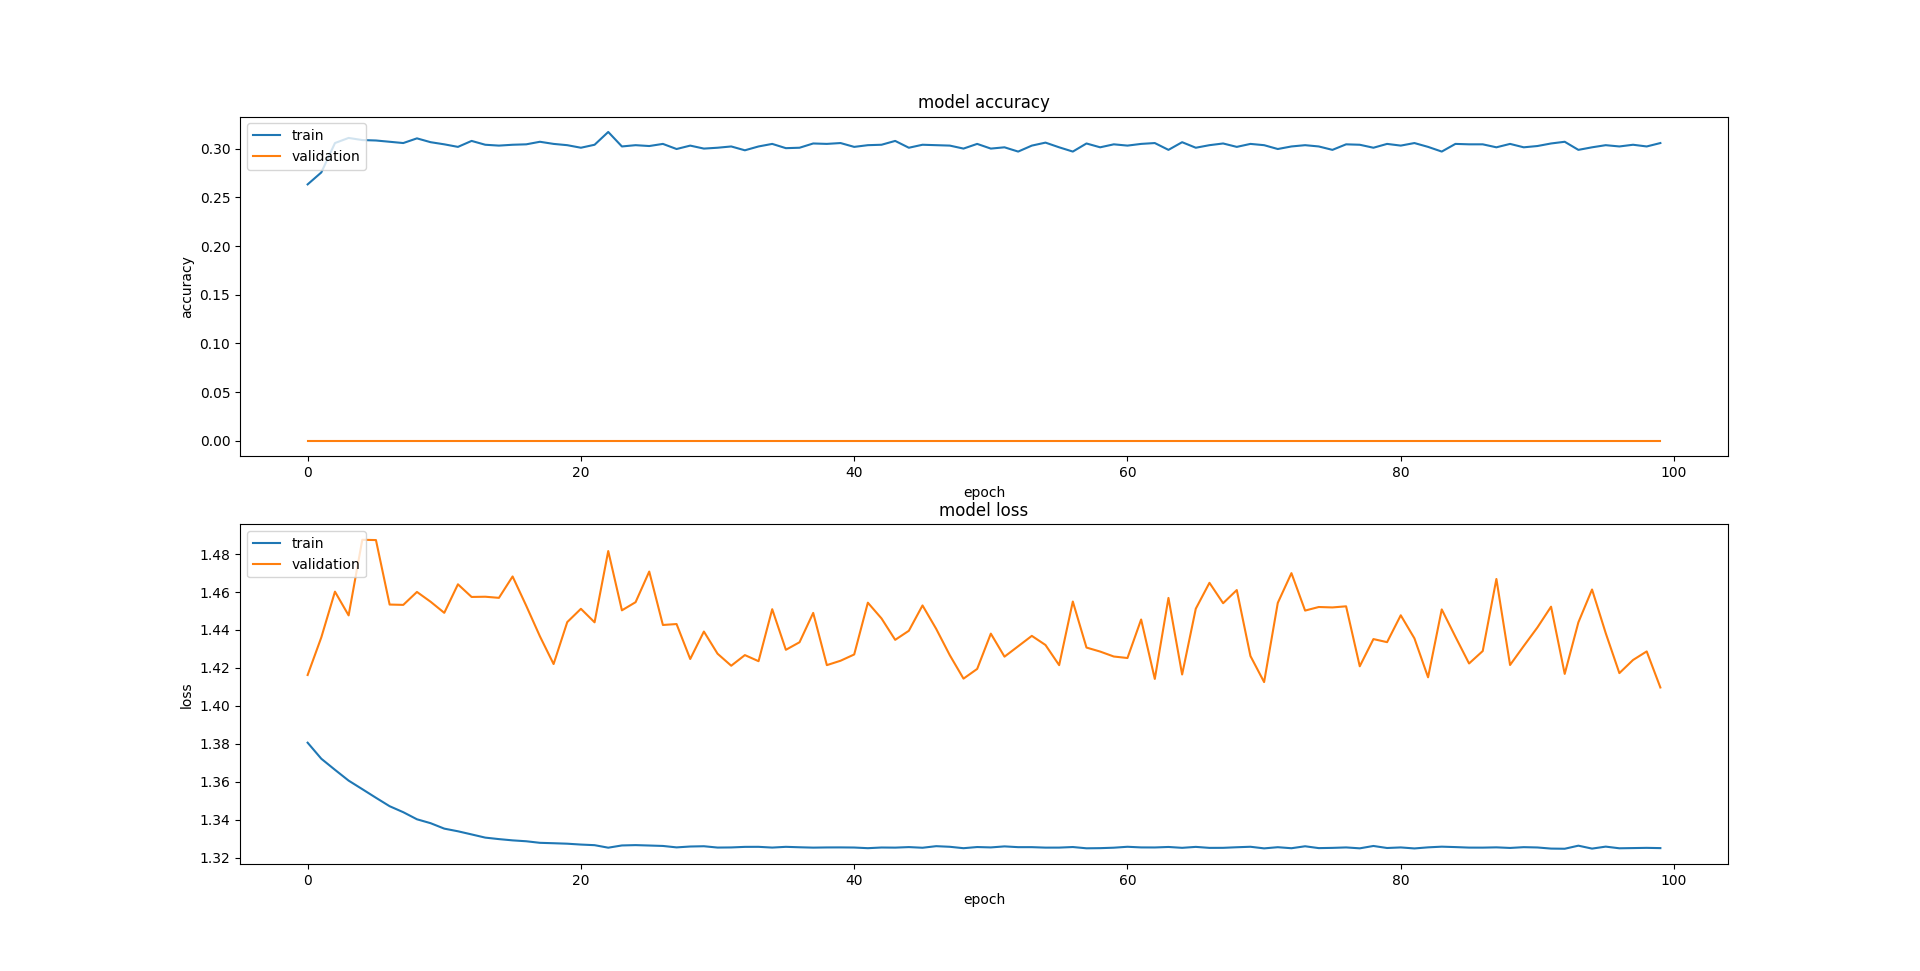 model accuracy
train
validation
0.30
0.25
0.20
0.15
0.10
0.05
0.00
accuracy
0 20 40 60 80 100
epoch
model loss
train
validation
1.48
1.46
1.44
1.42
1.40
1.38
1.36
1.34
1.32
loss
0 20 40 60 80 100
epoch